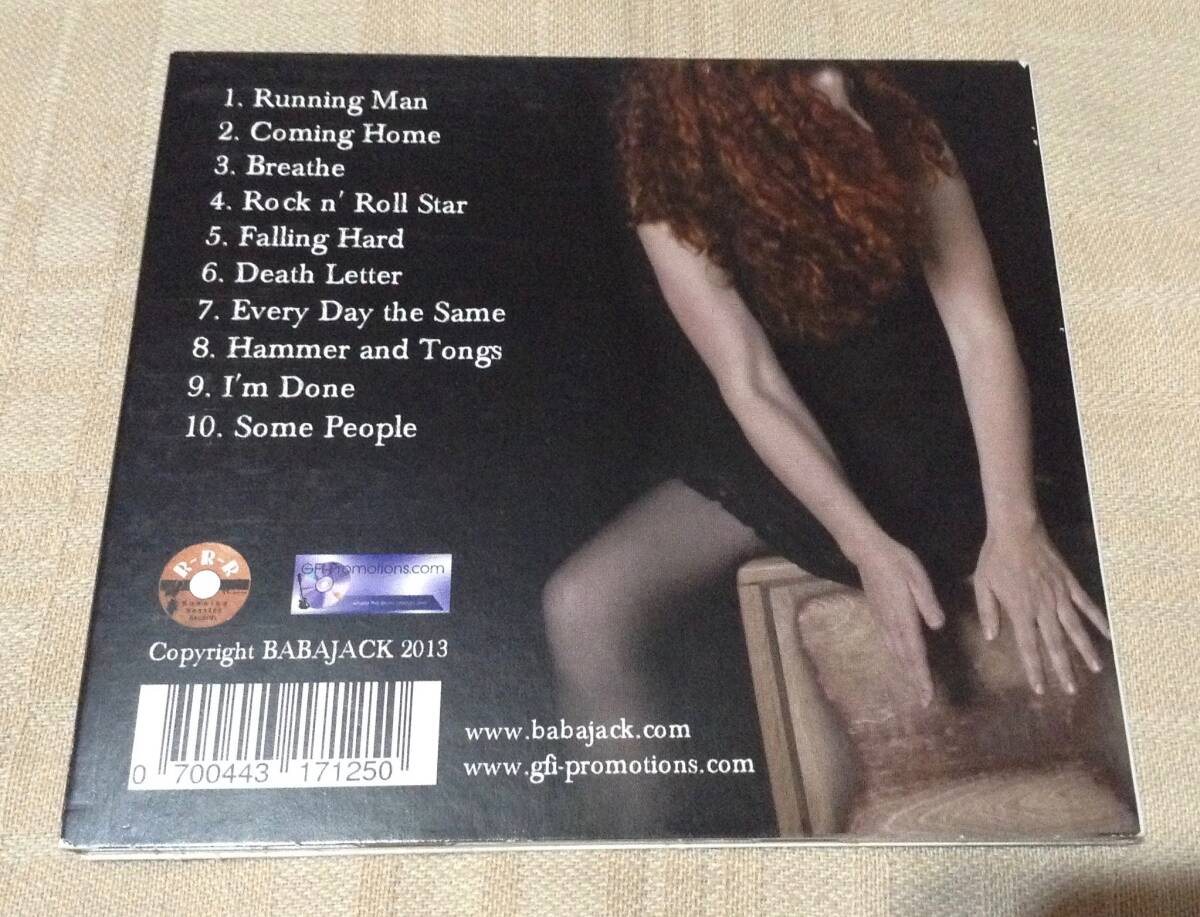 1. Running Man
2. Coming Home
3. Breathe
4. Rock n' Roll Star
5. Falling Hard
6. Death Letter
7. Every Day the Same
8. Hammer and Tongs
9. I'm Done
10. Some People
R-R-R
Running
Records
GFI-Promotions.com
Copyright BABAJACK 2013
0 700443 171250
www.babajack.com
www.gfi-promotions.com